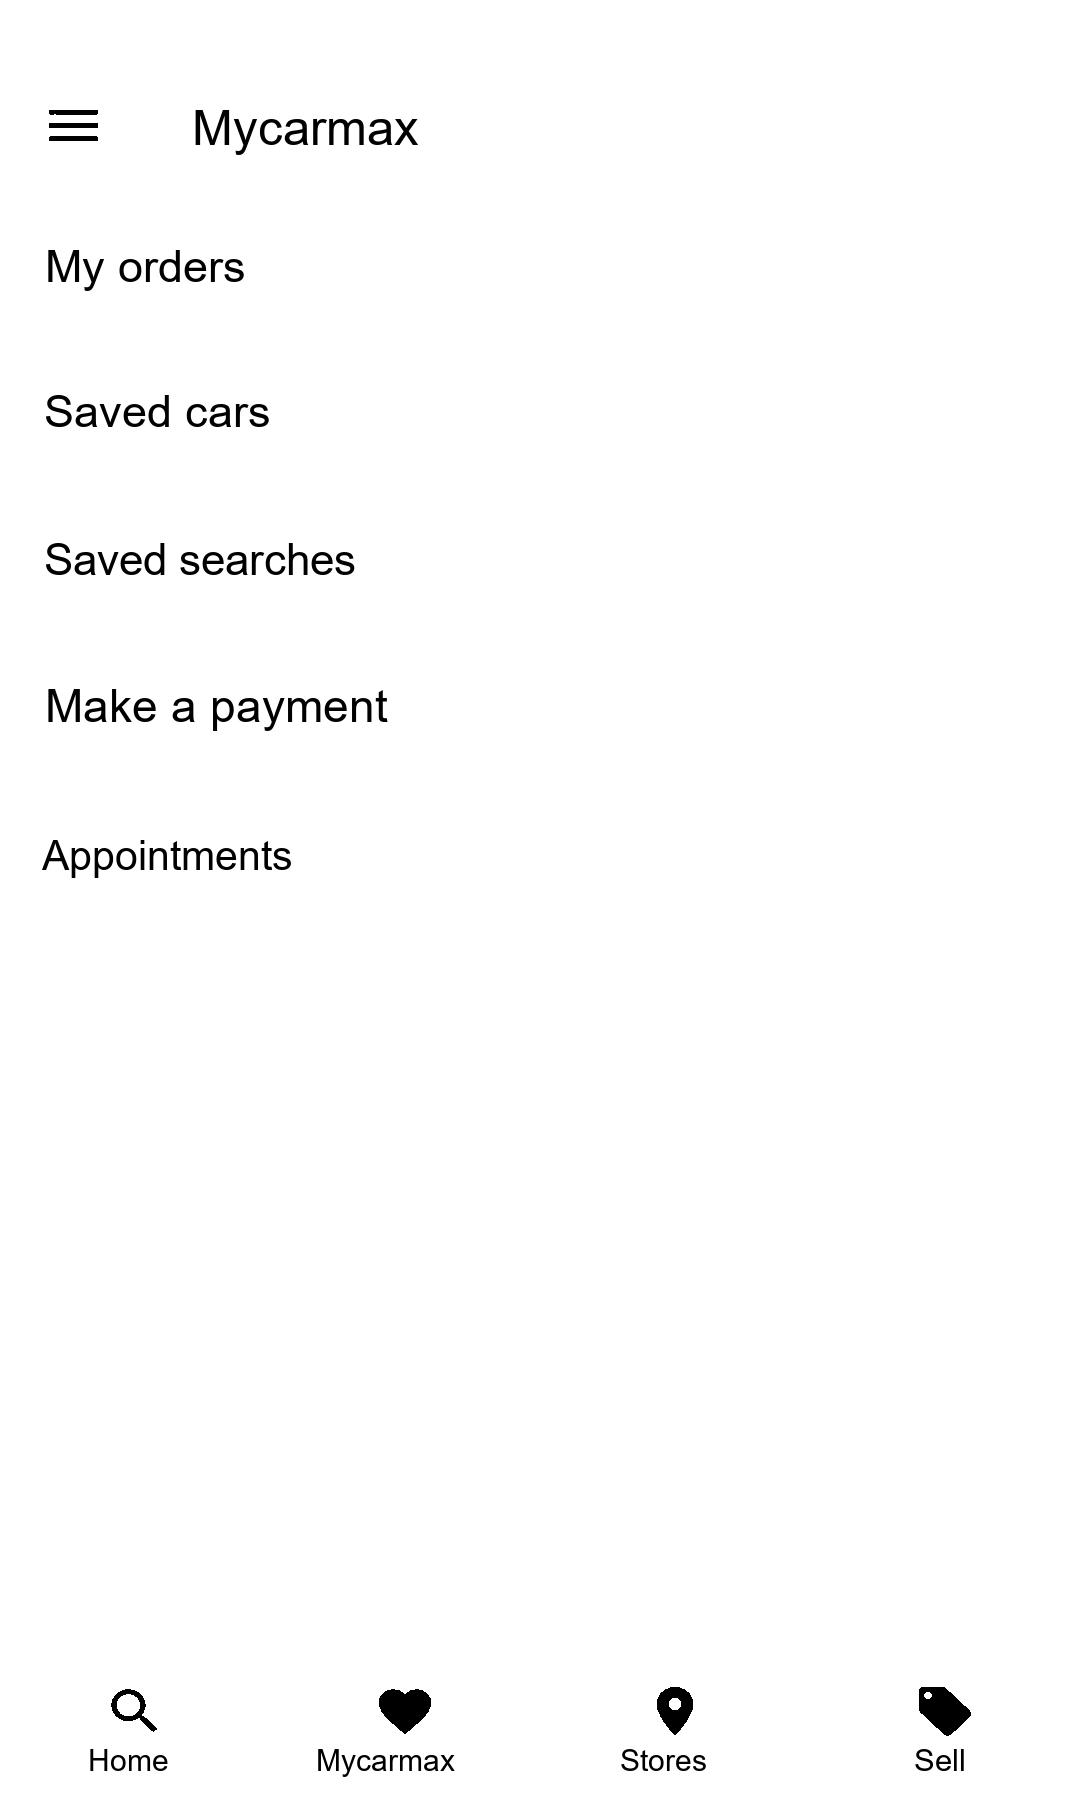 Mycarmax
My orders
Saved cars
Saved searches
Make a payment
Appointments
Home
Mycarmax
Stores
Sell